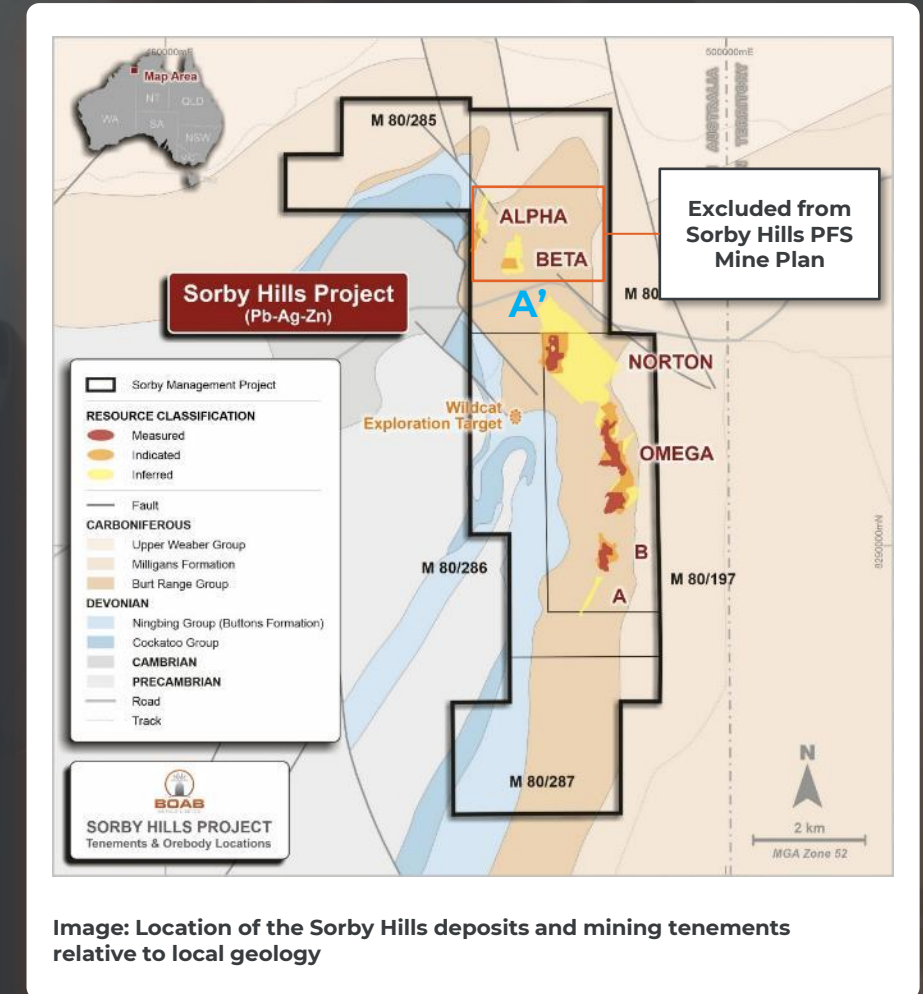 460000mE
500000mE
Map Area
NT
QLD
WA
SA
NSW
M 80/285
AUSTRALIA
TERRITORY
ALPHA
BETA
Excluded from
Sorby Hills PFS
Mine Plan
Sorby Hills Project
(Pb-Ag-Zn)
A’
M 80
NORTON
Wildcat
Exploration Target
OMEGA
B
A
M 80/286
M 80/197
8290000mN
Sorby Management Project
RESOURCE CLASSIFICATION
Measured
Indicated
Inferred
Fault
CARBONIFEROUS
Upper Weaber Group
Milligans Formation
Burt Range Group
DEVONIAN
Ningbing Group (Buttons Formation)
Cockatoo Group
CAMBRIAN
PRECAMBRIAN
Road
Track
BOAB
SORBY HILLS PROJECT
Tenements & Orebody Locations
M 80/287
N
2 km
MGA Zone 52
Image: Location of the Sorby Hills deposits and mining tenements
relative to local geology